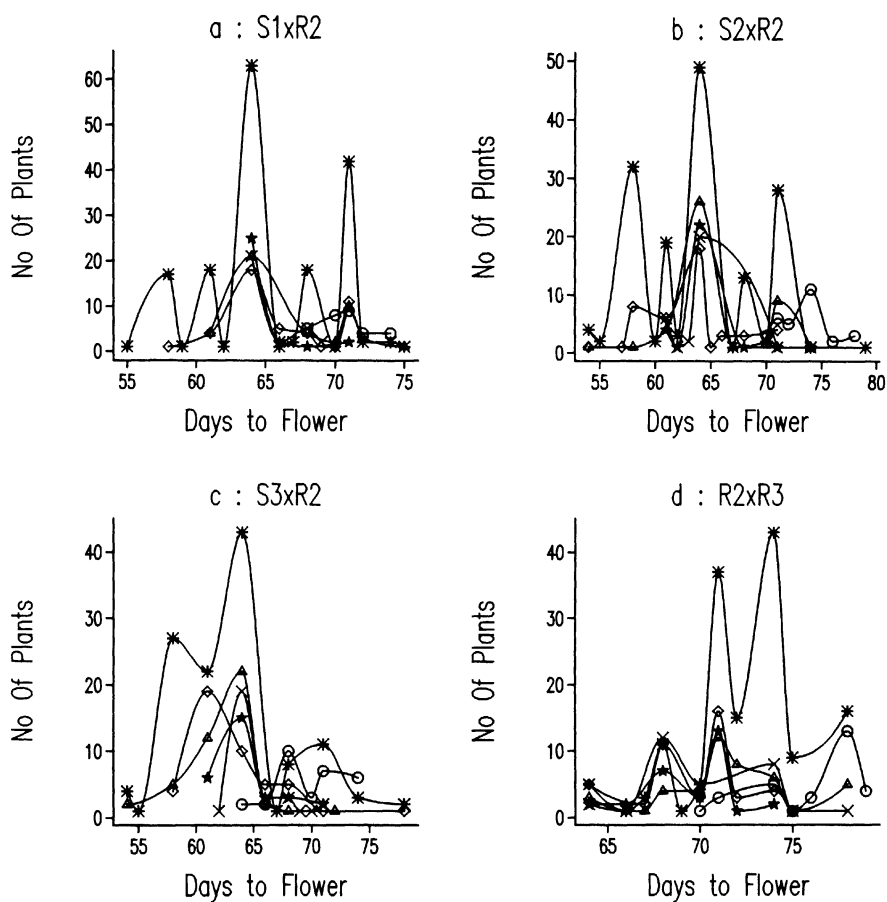 a : S1xR2
No Of Plants
60
50
40
30
20
10
0
55 60 65 70 75
Days to Flower
b : S2xR2
No Of Plants
50
40
30
20
10
0
55 60 65 70 75 80
Days to Flower
c : S3xR2
No Of Plants
40
30
20
10
0
55 60 65 70 75
Days to Flower
d : R2xR3
No Of Plants
40
30
20
10
0
65 70 75
Days to Flower